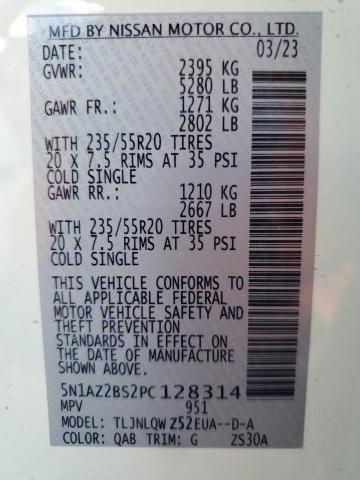 MFD BY NISSAN MOTOR CO., LTD.
DATE: 03/23
GVWR: 2395 KG
5280 LB
GAWR FR.: 1271 KG
2802 LB
WITH 235/55R20 TIRES
20 X 7.5 RIMS AT 35 PSI
COLD SINGLE
GAWR RR.: 1210 KG
2667 LB
WITH 235/55R20 TIRES
20 X 7.5 RIMS AT 35 PSI
COLD SINGLE
THIS VEHICLE CONFORMS TO
ALL APPLICABLE FEDERAL
MOTOR VEHICLE SAFETY AND
THEFT PREVENTION
STANDARDS IN EFFECT ON
THE DATE OF MANUFACTURE
SHOWN ABOVE.
5N1AZ2BS2PC128314
MPV 951
MODEL: TLJNLQW Z52EUA--D-A
COLOR: QAB TRIM: G ZS30A